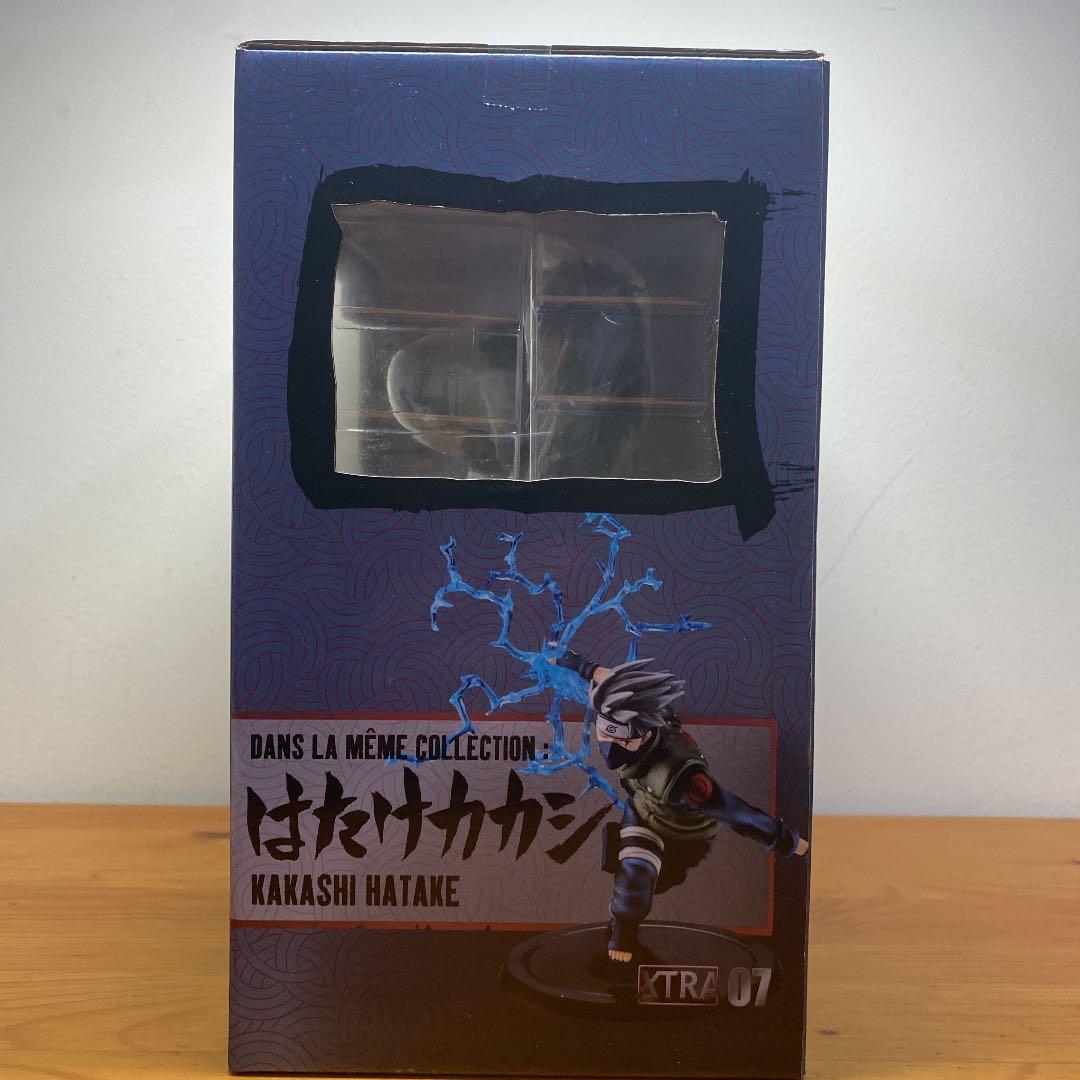 DANS LA MÊME COLLECTION :
はたけカカシ
KAKASHI HATAKE
XTRA 07